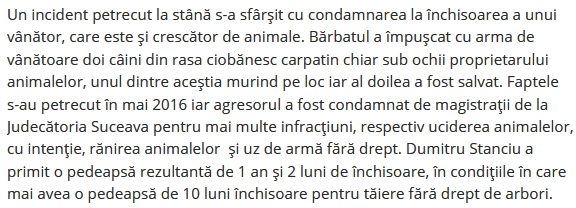 Un incident petrecut la stână s-a sfârşit cu condamnarea la închisoarea a unui
vânător, care este şi crescător de animale. Bărbatul a împuşcat cu arma de
vânătoare doi câini din rasa ciobănesc carpatin chiar sub ochii proprietarului
animalelor, unul dintre aceştia murind pe loc iar al doilea a fost salvat. Faptele
s-au petrecut în mai 2016 iar agresorul a fost condamnat de magistraţii de la
Judecătoria Suceava pentru mai multe infracţiuni, respectiv uciderea animalelor,
cu intenţie, rănirea animalelor  şi uz de armă fără drept. Dumitru Stanciu a
primit o pedeapsă rezultantă de 1 an şi 2 luni de închisoare, în condiţiile în care
mai avea o pedeapsă de 10 luni închisoare pentru tăiere fără drept de arbori.